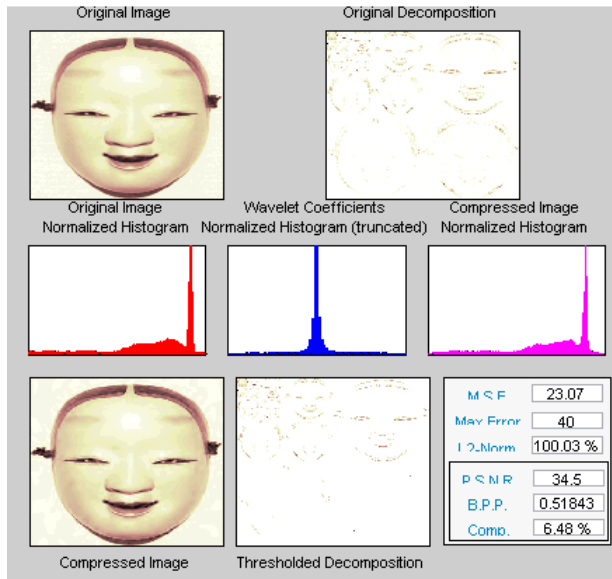 Original Image
Original Decomposition
Original Image
Normalized Histogram
Wavelet Coefficients
Normalized Histogram (truncated)
Compressed Image
Normalized Histogram
M.S.E. 23.07
Max Error 40
L2-Norm 100.03 %
P.S.N.R. 34.5
B.P.P. 0.51843
Comp. 6.48 %
Compressed Image
Thresholded Decomposition